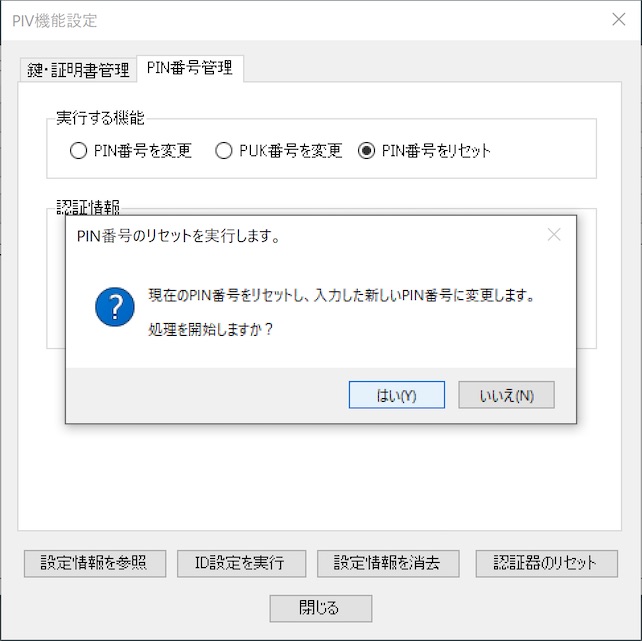 PIV機能設定
鍵・証明書管理 PIN番号管理
実行する機能
PIN番号を変更 PUK番号を変更 PIN番号をリセット
認証情報
PIN番号のリセットを実行します。
現在のPIN番号をリセットし、入力した新しいPIN番号に変更します。
処理を開始しますか？
はい(Y) いいえ(N)
設定情報を参照 ID設定を実行 設定情報を消去 認証器のリセット
閉じる